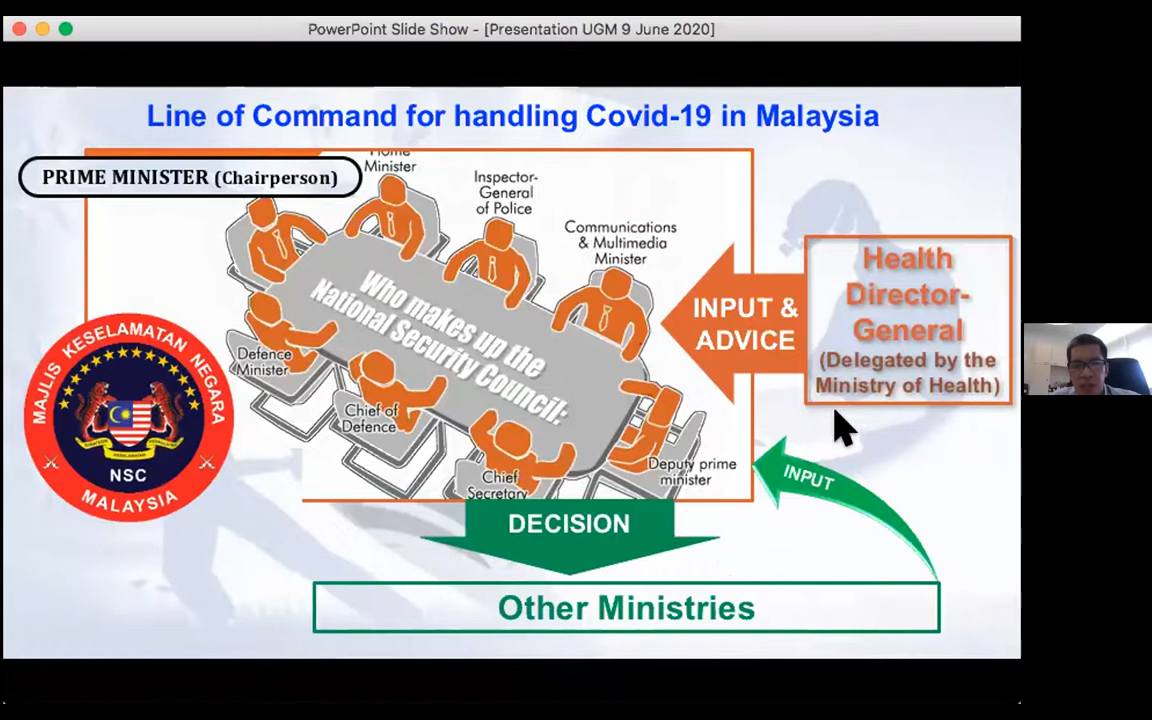 PowerPoint Slide Show - [Presentation UGM 9 June 2020]
Line of Command for handling Covid-19 in Malaysia
PRIME MINISTER (Chairperson)
Home
Minister
Inspector-
General
of Police
Communications
& Multimedia
Minister
Who makes up the
National Security Council:
Defence
Minister
Chief of
Defence
Chief
Secretary
Deputy prime
minister
MAJLIS KESELAMATAN NEGARA
NSC
MALAYSIA
INPUT &
ADVICE
Health
Director-
General
(Delegated by the
Ministry of Health)
INPUT
DECISION
Other Ministries